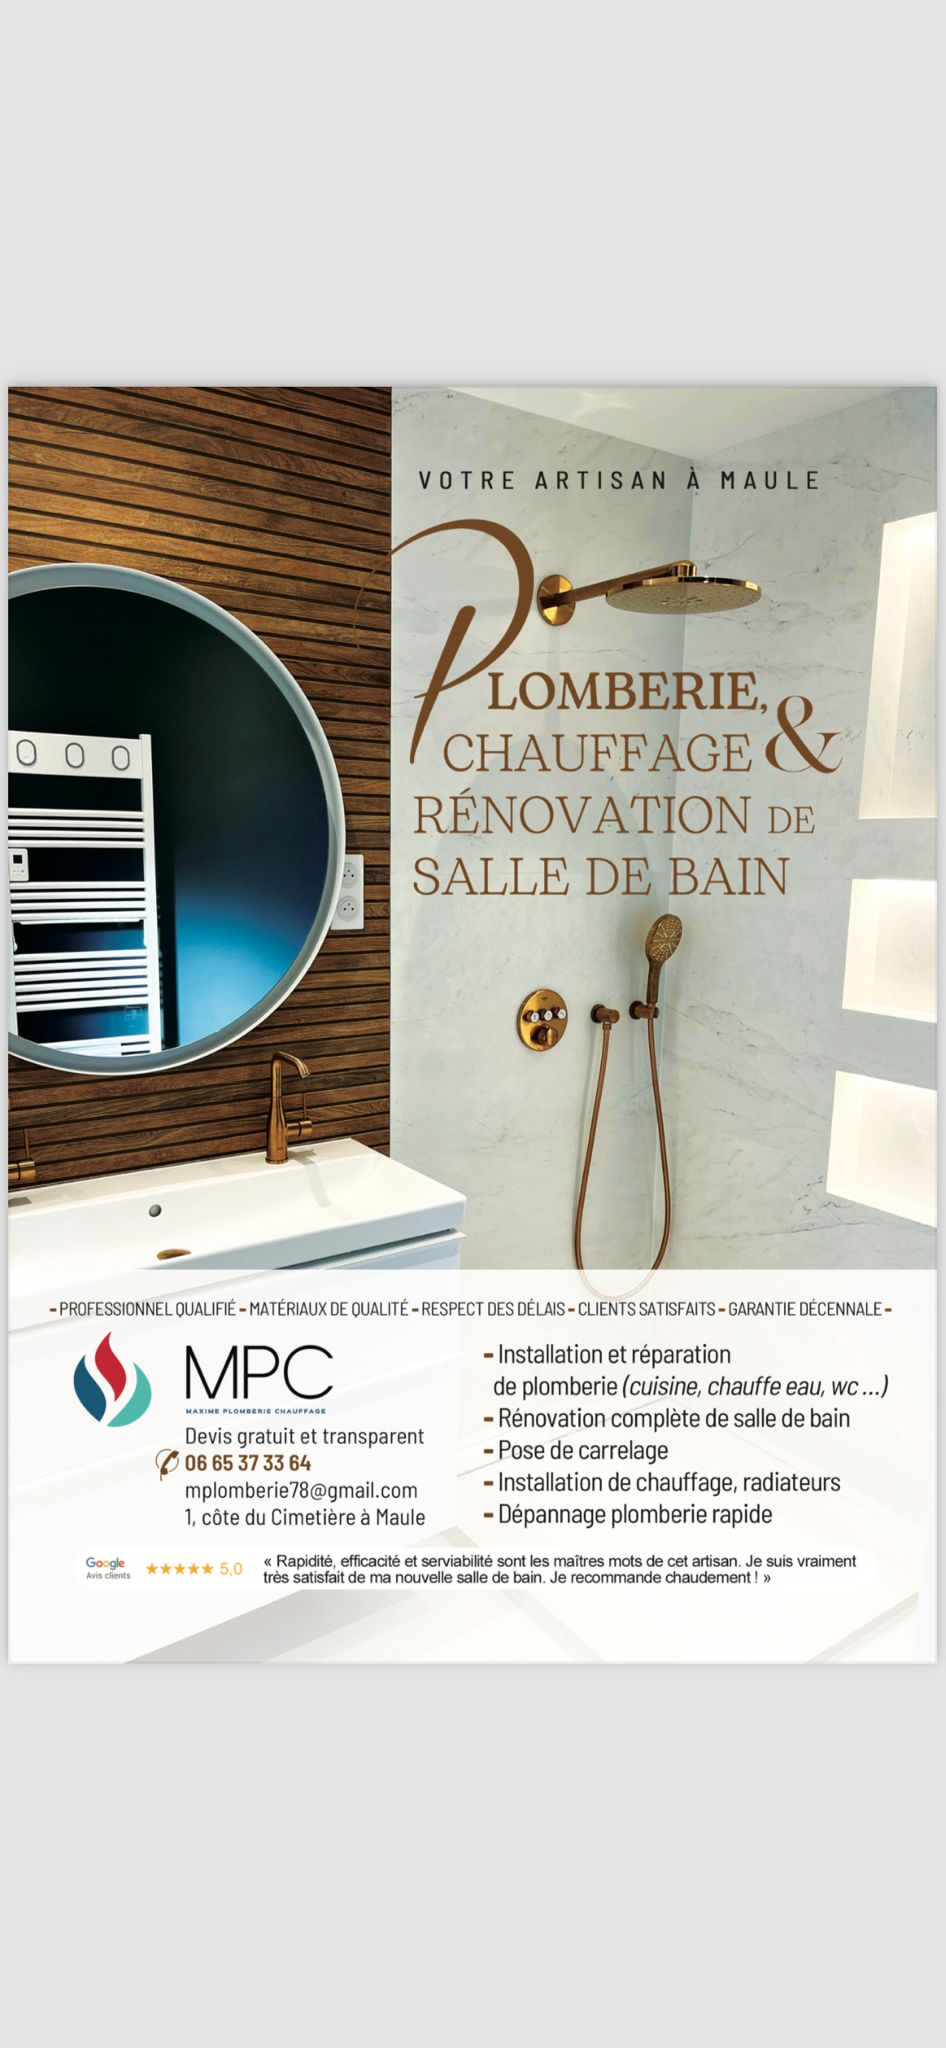 VOTRE ARTISAN À MAULE
PLOMBERIE,
CHAUFFAGE &
RÉNOVATION DE
SALLE DE BAIN
- PROFESSIONNEL QUALIFIÉ - MATÉRIAUX DE QUALITÉ - RESPECT DES DÉLAIS - CLIENTS SATISFAITS - GARANTIE DÉCENNALE -
MPC
MAXIME PLOMBERIE CHAUFFAGE
Devis gratuit et transparent
06 65 37 33 64
mplomberie78@gmail.com
1, côte du Cimetière à Maule
- Installation et réparation
de plomberie (cuisine, chauffe eau, wc ...)
- Rénovation complète de salle de bain
- Pose de carrelage
- Installation de chauffage, radiateurs
- Dépannage plomberie rapide
Google
Avis clients
★★★★★ 5,0
« Rapidité, efficacité et serviabilité sont les maîtres mots de cet artisan. Je suis vraiment
très satisfait de ma nouvelle salle de bain. Je recommande chaudement ! »